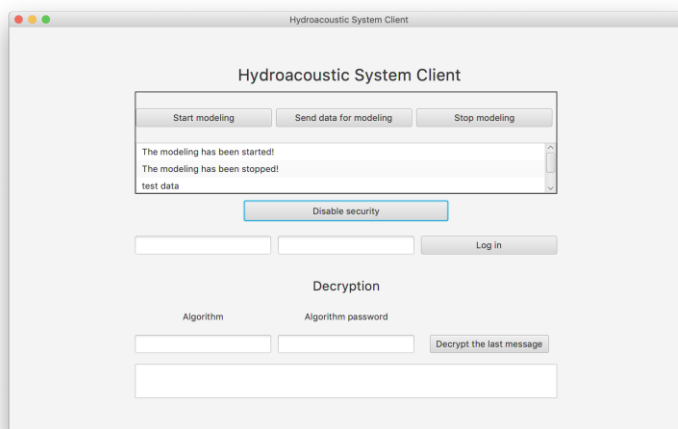 Hydroacoustic System Client
Hydroacoustic System Client
Start modeling Send data for modeling Stop modeling
The modeling has been started!
The modeling has been stopped!
test data
Disable security
Log in
Decryption
Algorithm Algorithm password
Decrypt the last message